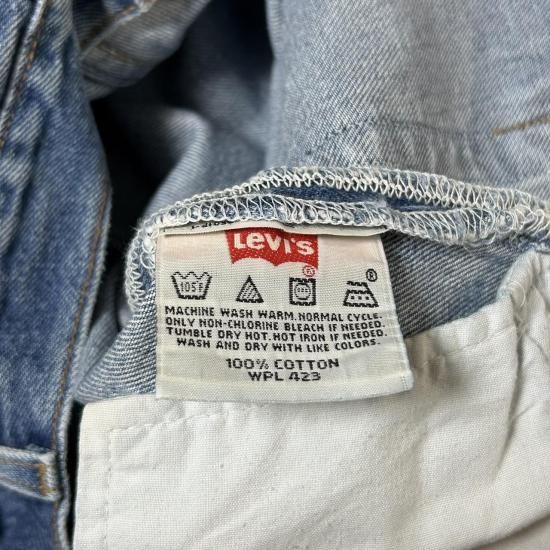 Levi's
105F
®
MACHINE WASH WARM. NORMAL CYCLE.
ONLY NON-CHLORINE BLEACH IF NEEDED.
TUMBLE DRY HOT. HOT IRON IF NEEDED.
WASH AND DRY WITH LIKE COLORS.
100% COTTON
WPL 423